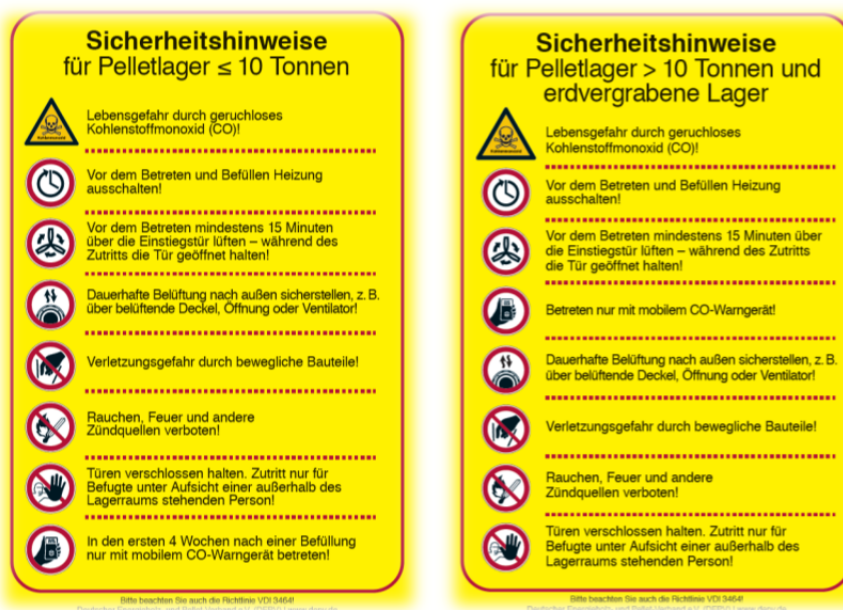 Sicherheitshinweise
für Pelletlager ≤ 10 Tonnen
Lebensgefahr durch geruchloses
Kohlenstoffmonoxid (CO)!
Vor dem Betreten und Befüllen Heizung
ausschalten!
Vor dem Betreten mindestens 15 Minuten
über die Einstiegstür lüften – während des
Zutritts die Tür geöffnet halten!
Dauerhafte Belüftung nach außen sicherstellen, z. B.
über belüftende Deckel, Öffnung oder Ventilator!
Verletzungsgefahr durch bewegliche Bauteile!
Rauchen, Feuer und andere
Zündquellen verboten!
Türen verschlossen halten. Zutritt nur für
Befugte unter Aufsicht einer außerhalb des
Lagerraums stehenden Person!
In den ersten 4 Wochen nach einer Befüllung
nur mit mobilem CO-Warngerät betreten!
Bitte beachten Sie auch die Richtlinie VDI 3464!
Sicherheitshinweise
für Pelletlager > 10 Tonnen und
erdvergrabene Lager
Lebensgefahr durch geruchloses
Kohlenstoffmonoxid (CO)!
Vor dem Betreten und Befüllen Heizung
ausschalten!
Vor dem Betreten mindestens 15 Minuten über
die Einstiegstür lüften – während des Zutritts
die Tür geöffnet halten!
Betreten nur mit mobilem CO-Warngerät!
Dauerhafte Belüftung nach außen sicherstellen, z. B.
über belüftende Deckel, Öffnung oder Ventilator!
Verletzungsgefahr durch bewegliche Bauteile!
Rauchen, Feuer und andere
Zündquellen verboten!
Türen verschlossen halten. Zutritt nur für
Befugte unter Aufsicht einer außerhalb des
Lagerraums stehenden Person!
Bitte beachten Sie auch die Richtlinie VDI 3464!